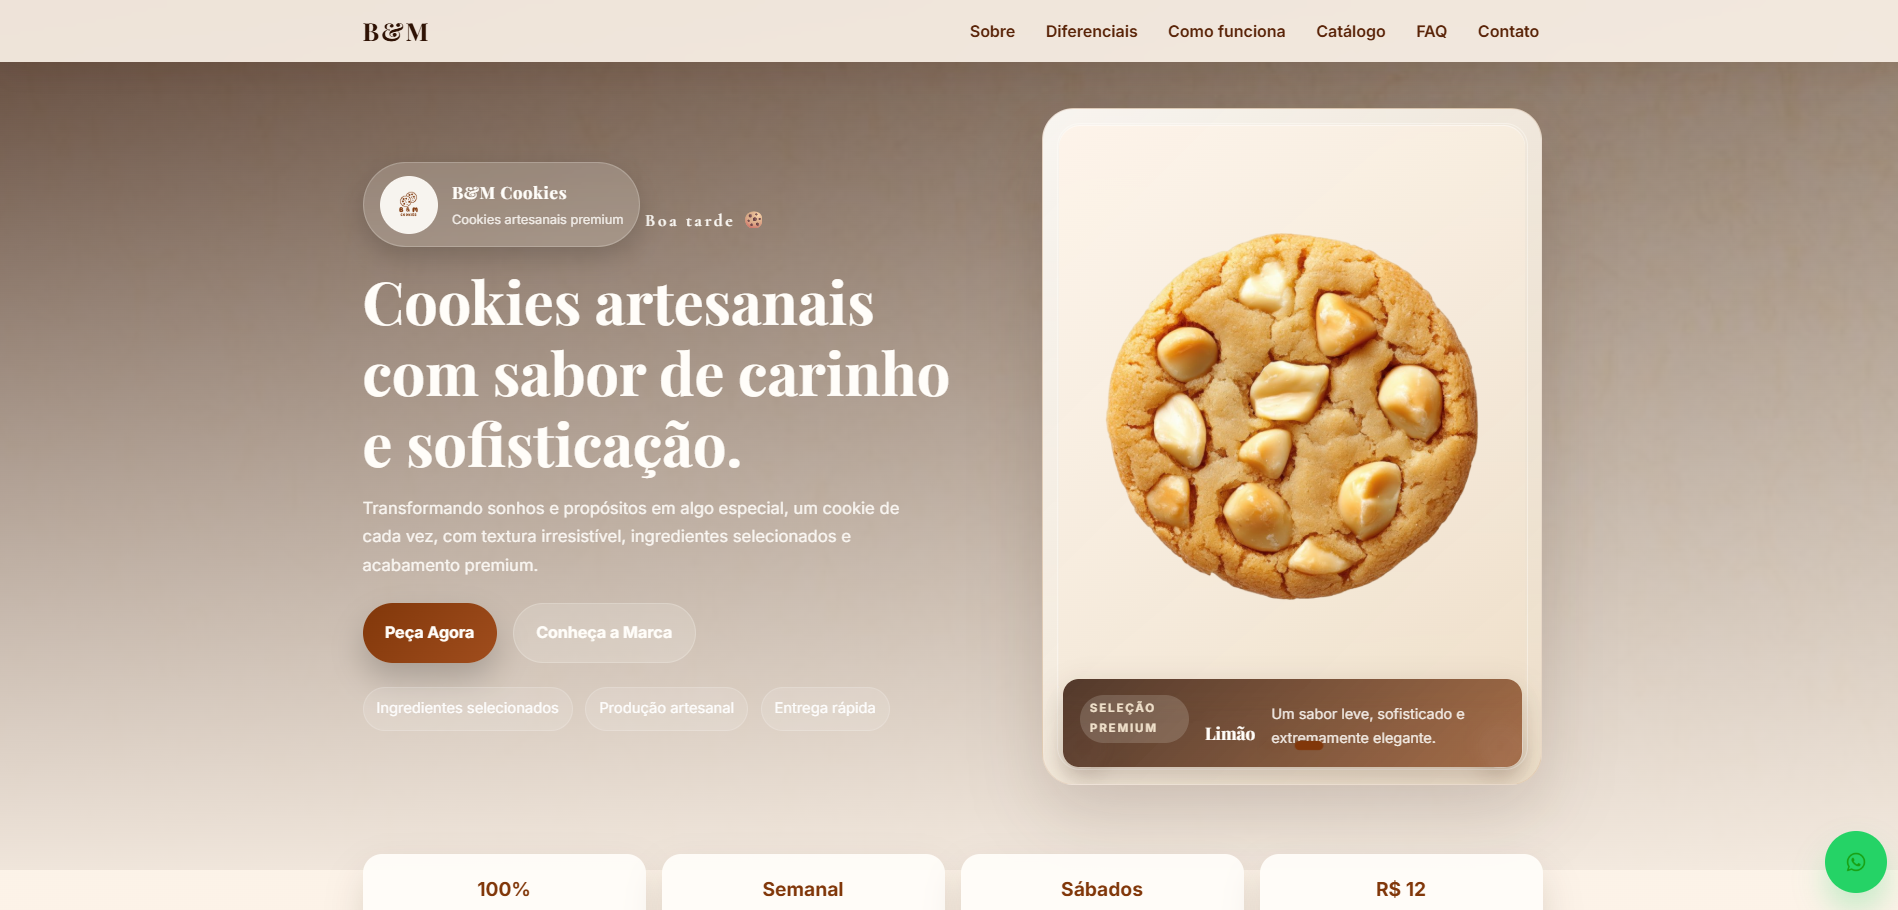 B&M
Sobre
Diferenciais
Como funciona
Catálogo
FAQ
Contato
B&M
COOKIES
B&M Cookies
Cookies artesanais premium
Boa tarde 🍪
Cookies artesanais
com sabor de carinho
e sofisticação.
Transformando sonhos e propósitos em algo especial, um cookie de
cada vez, com textura irresistível, ingredientes selecionados e
acabamento premium.
Peça Agora
Conheça a Marca
Ingredientes selecionados
Produção artesanal
Entrega rápida
SELEÇÃO
PREMIUM
Limão
Um sabor leve, sofisticado e
extremamente elegante.
100%
Semanal
Sábados
R$ 12